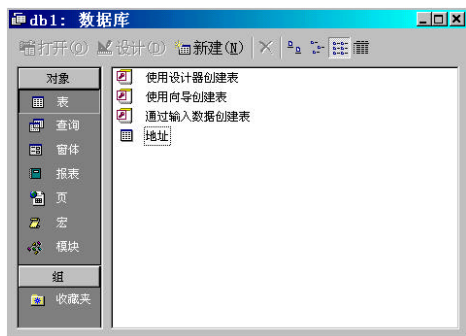 db1: 数据库
打开(O) 设计(D) 新建(N)
对象
表
查询
窗体
报表
页
宏
模块
组
收藏夹
使用设计器创建表
使用向导创建表
通过输入数据创建表
地址